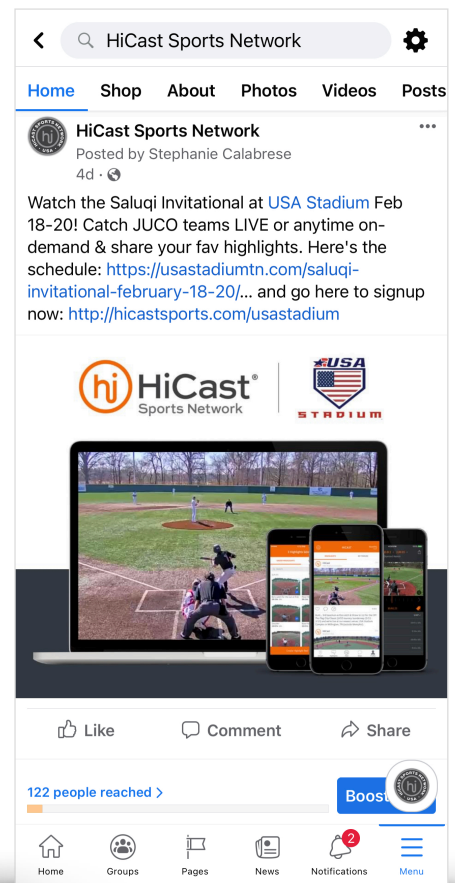 HiCast Sports Network
Home Shop About Photos Videos Posts
HiCast Sports Network
Posted by Stephanie Calabrese
4d ·
Watch the Saluqi Invitational at USA Stadium Feb
18-20! Catch JUCO teams LIVE or anytime on-
demand & share your fav highlights. Here's the
schedule: https://usastadiumtn.com/saluqi-
invitational-february-18-20/... and go here to signup
now: http://hicastsports.com/usastadium
hj HiCast®
Sports Network
USA
STADIUM
Like Comment Share
122 people reached >
Boost
2
Home Groups Pages News Notifications Menu